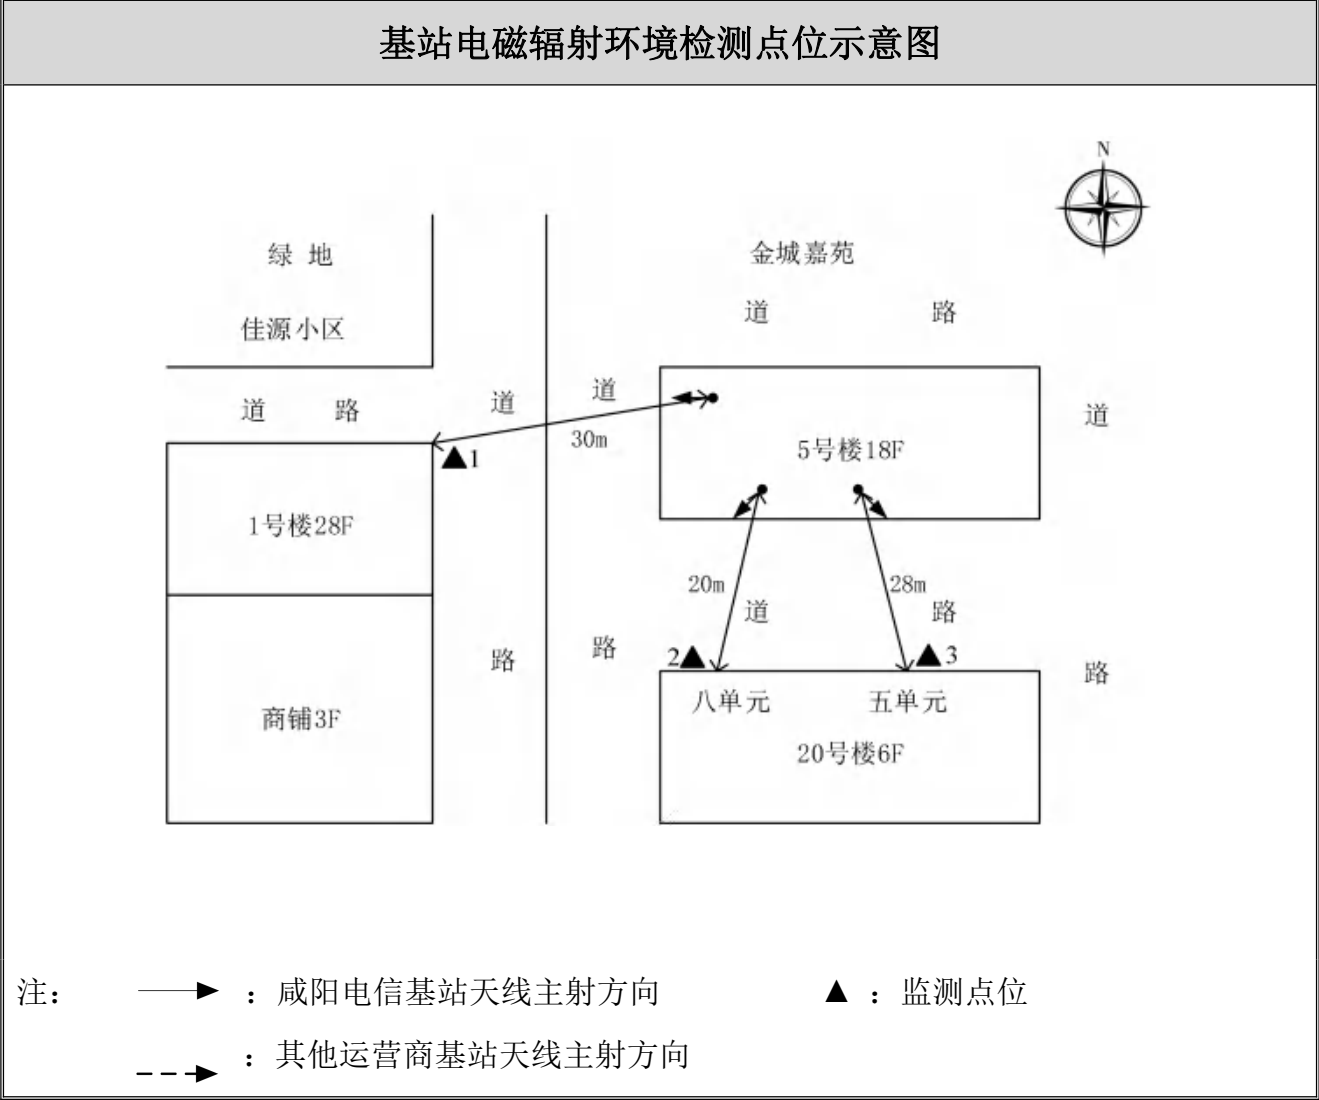 基站电磁辐射环境检测点位示意图
N
绿 地
金城嘉苑
道 路
佳源小区
道 路
道
道
道
30m
1
5号楼18F
1号楼28F
20m
28m
道 路
路
路
2
3
路
八单元
五单元
商铺3F
20号楼6F
注: :咸阳电信基站天线主射方向 ▲ :监测点位
:其他运营商基站天线主射方向